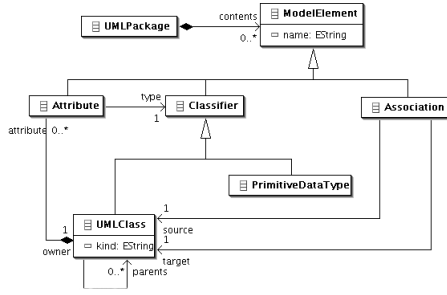 contents
ModelElement
UMLPackage
0..*
name: EString
Attribute
type
1
Classifier
Association
attribute 0..*
PrimitiveDataType
1
UMLClass
1
source
owner
kind: EString
1
target
0..*
parents